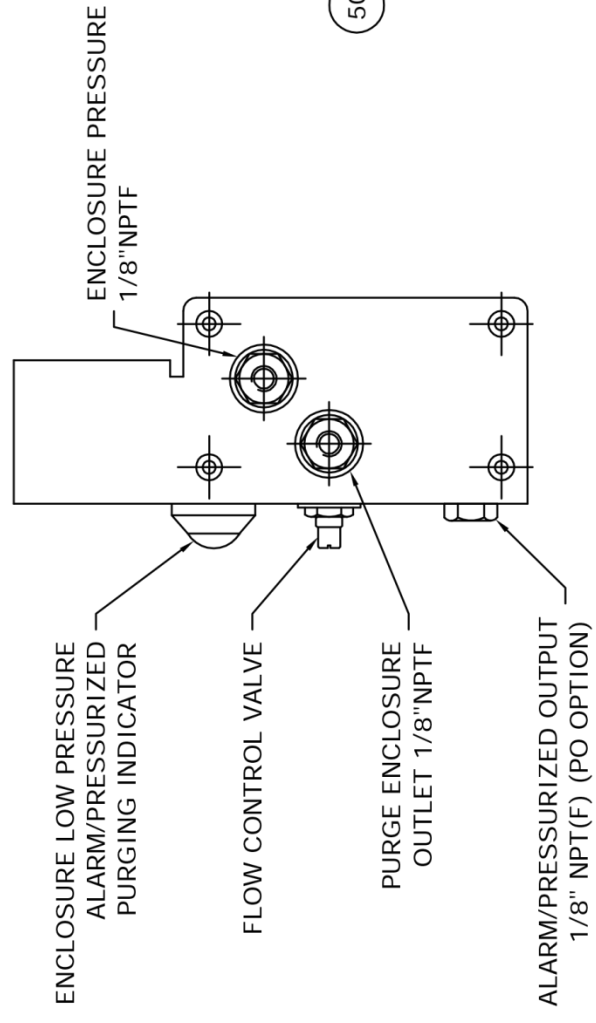 ENCLOSURE PRESSURE
1/8"NPTF
50
ENCLOSURE LOW PRESSURE
ALARM/PRESSURIZED
PURGING INDICATOR
FLOW CONTROL VALVE
PURGE ENCLOSURE
OUTLET 1/8"NPTF
ALARM/PRESSURIZED OUTPUT
1/8" NPT(F) (PO OPTION)